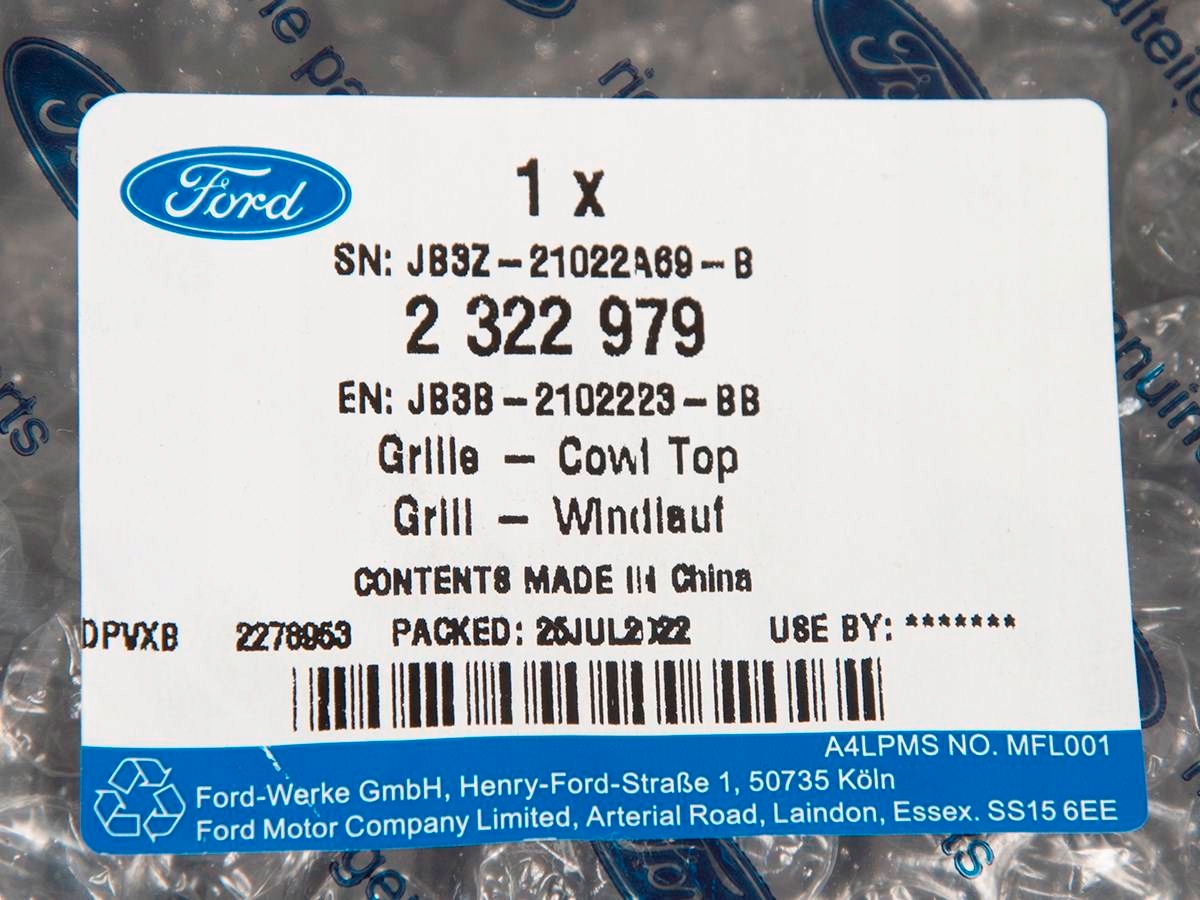 Ford
1 x
SN: JB3Z-21022A69-B
2 322 979
EN: JB3B-2102223-BB
Grille - Cowl Top
Grill - Windlauf
CONTENTS MADE IN China
DPVXB 2278953 PACKED: 25JUL2022 USE BY: *******
A4LPMS NO. MFL001
Ford-Werke GmbH, Henry-Ford-Straße 1, 50735 Köln
Ford Motor Company Limited, Arterial Road, Laindon, Essex. SS15 6EE